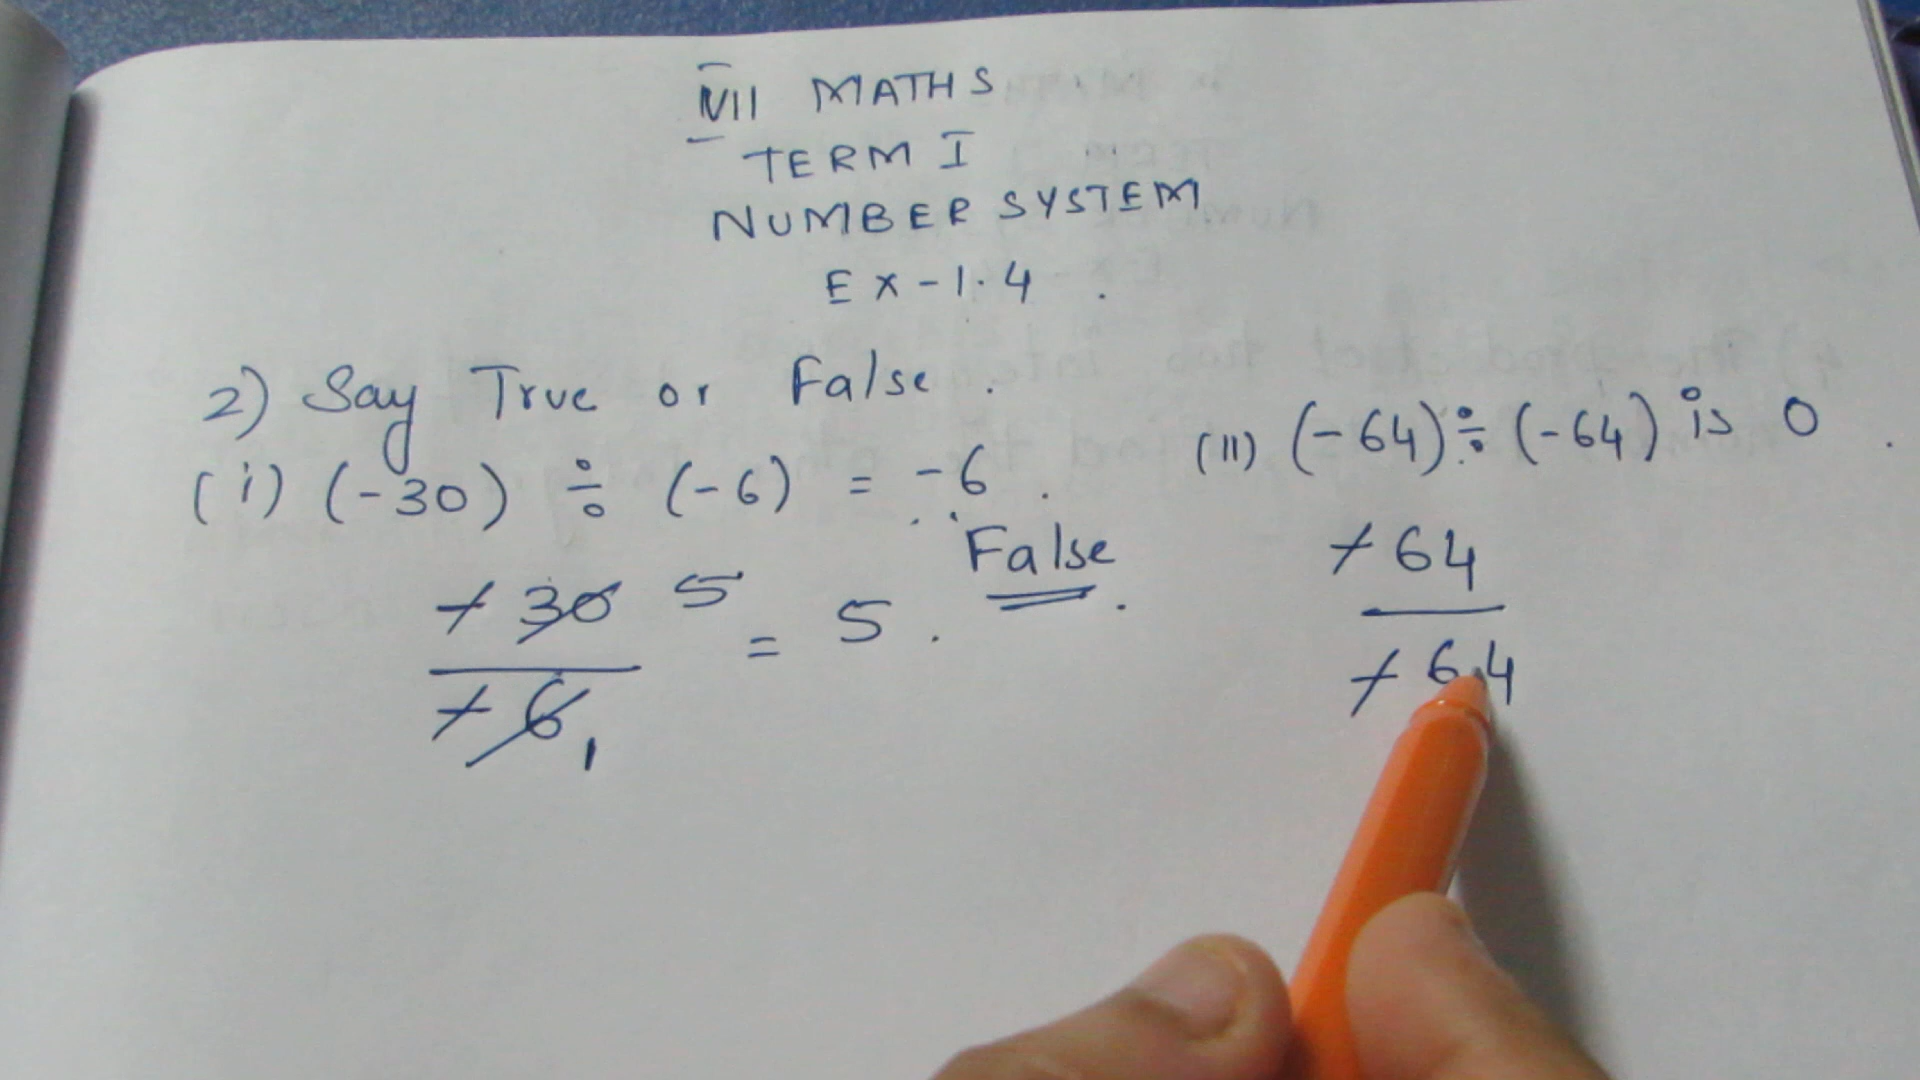 VII MATHS
TERM I
NUMBER SYSTEM
EX-1.4 .
2) Say True or False .
(i) (-30) ÷ (-6) = -6 .
False .
-30 5
-6 1
= 5 .
(II) (-64) ÷ (-64) is 0 .
-64
-64